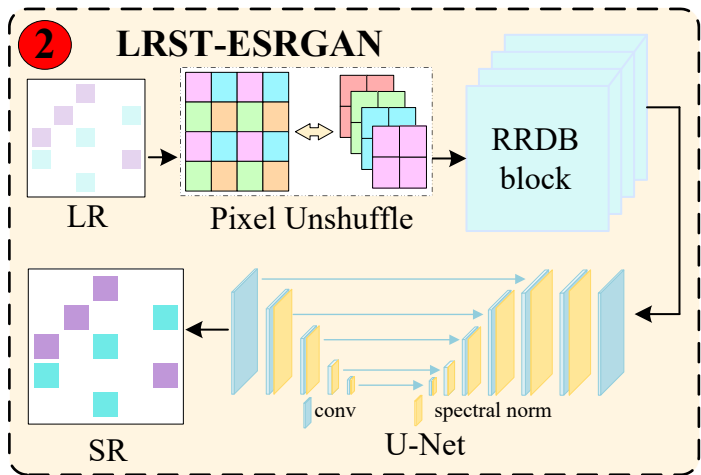 2
LRST-ESRGAN
LR
Pixel Unshuffle
RRDB
block
SR
conv
spectral norm
U-Net